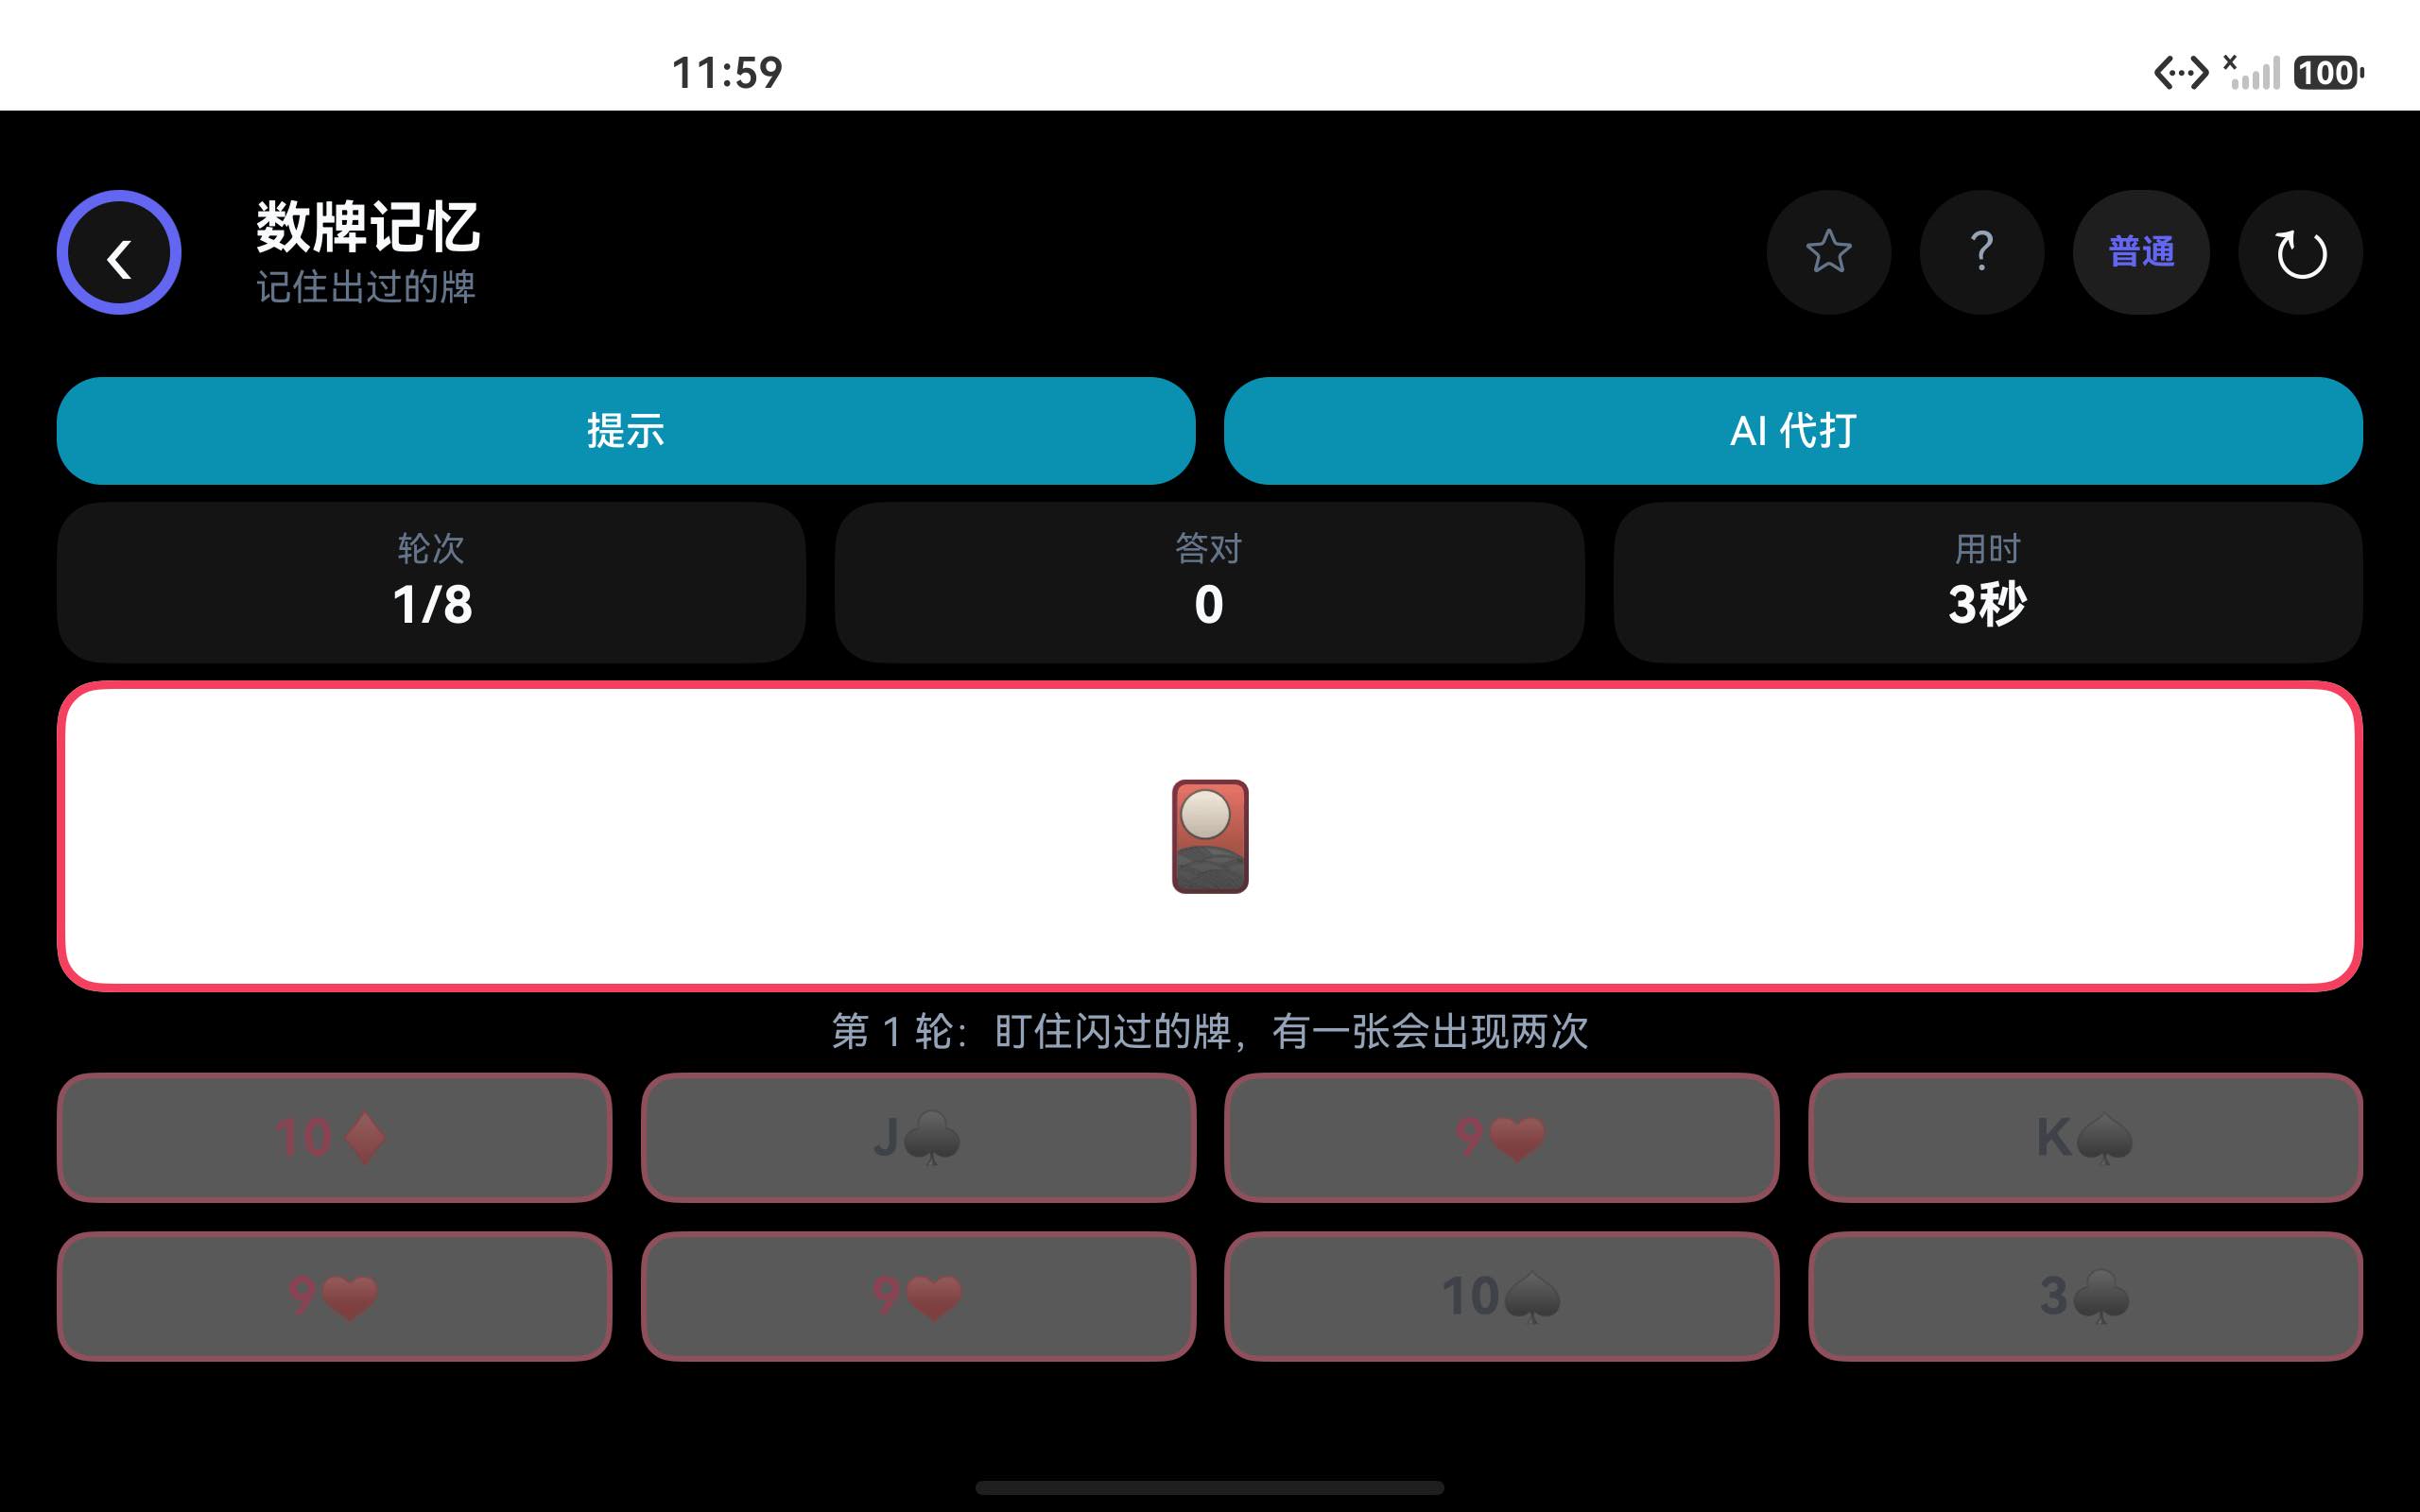 11:59
100
数牌记忆
记住出过的牌
?
普通
提示
AI 代打
轮次
1/8
答对
0
用时
3秒
第 1 轮：盯住闪过的牌，有一张会出现两次
10♦
J♣
9♥
K♠
9♥
9♥
10♠
3♣